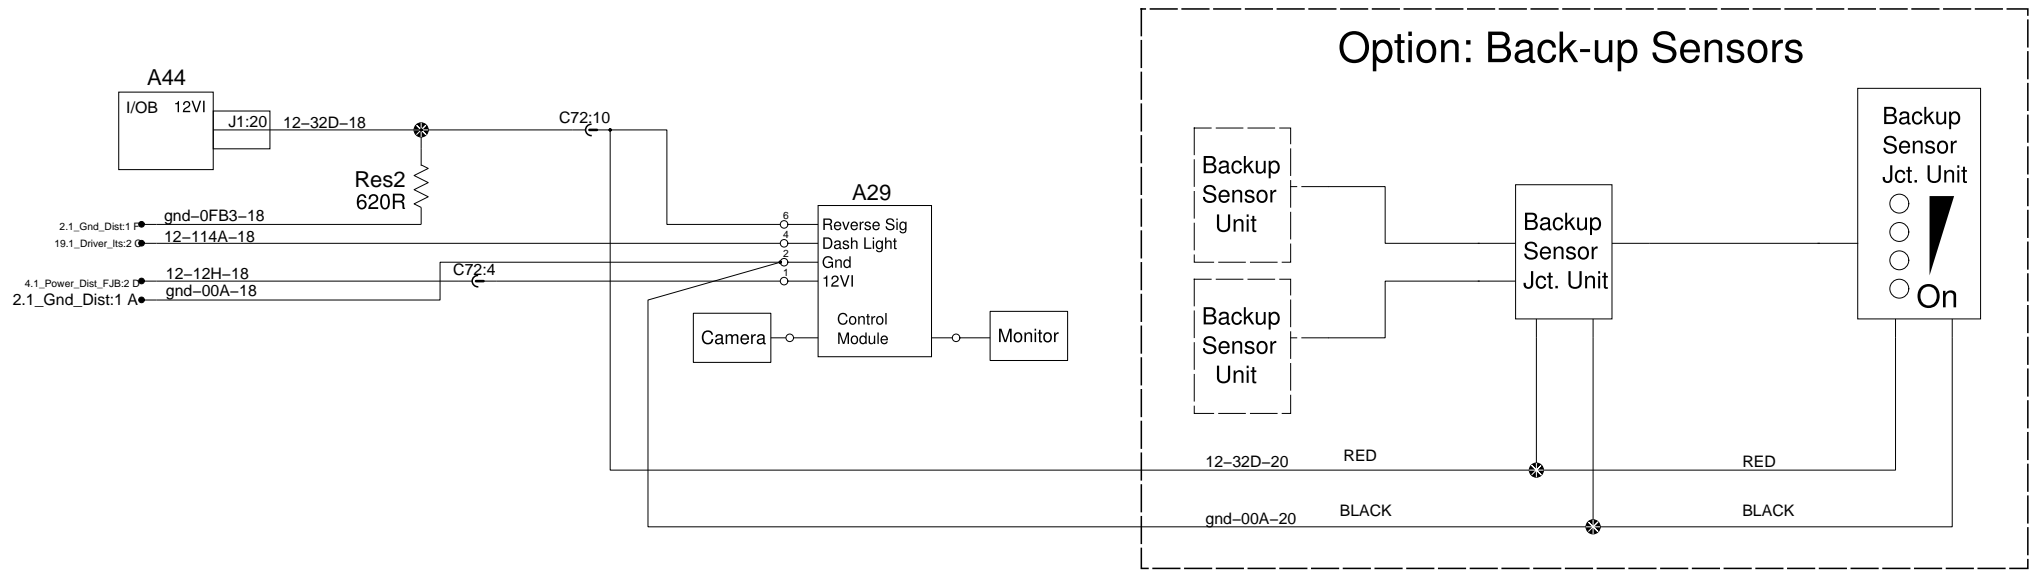 Option: Back-up Sensors
A44
I/OB 12VI
J1:20
12–32D–18
C72:10
Res2
620R
A29
gnd–0FB3–18
2.1_Gnd_Dist:1 F
12–114A–18
19.1_Driver_lts:2
12–12H–18
4.1_Power_Dist_FJB:2 D
gnd–00A–18
2.1_Gnd_Dist:1 A
C72:4
6
Reverse Sig
4
Dash Light
2
Gnd
1
12VI
Control
Module
Camera
Monitor
Backup
Sensor
Unit
Backup
Sensor
Unit
Backup
Sensor
Jct. Unit
Backup
Sensor
Jct. Unit
On
12–32D–20
RED
RED
gnd–00A–20
BLACK
BLACK